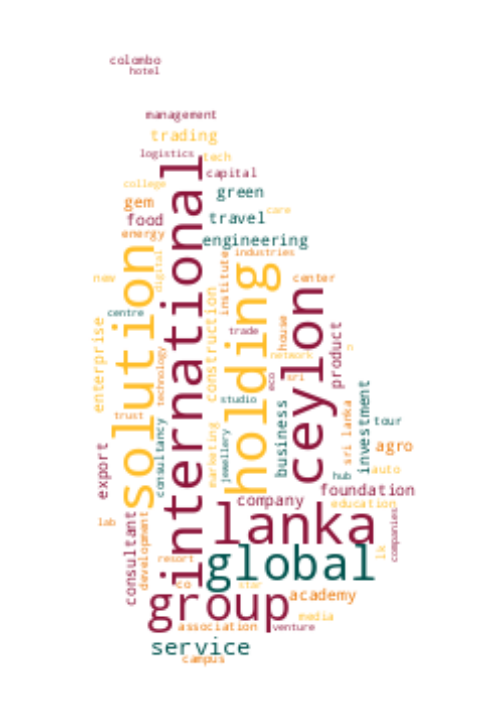 colombo
hotel
management
trading
logistics
tech
capital
college
green
gem
care
food
travel
energy
engineering
industries
international
solution
digital
institute
holding
new
center
centre
ceylon
construction
enterprise
house
trade
product
network
technology
sri
eco
studio
trust
business
investment
tour
consultancy
marketing
jewellery
sri lanka
agro
export
hub
auto
foundation
company
education
lanka
lab
consultant
development
companies
global
lk
resort
co
star
group
academy
media
association
venture
service
campus